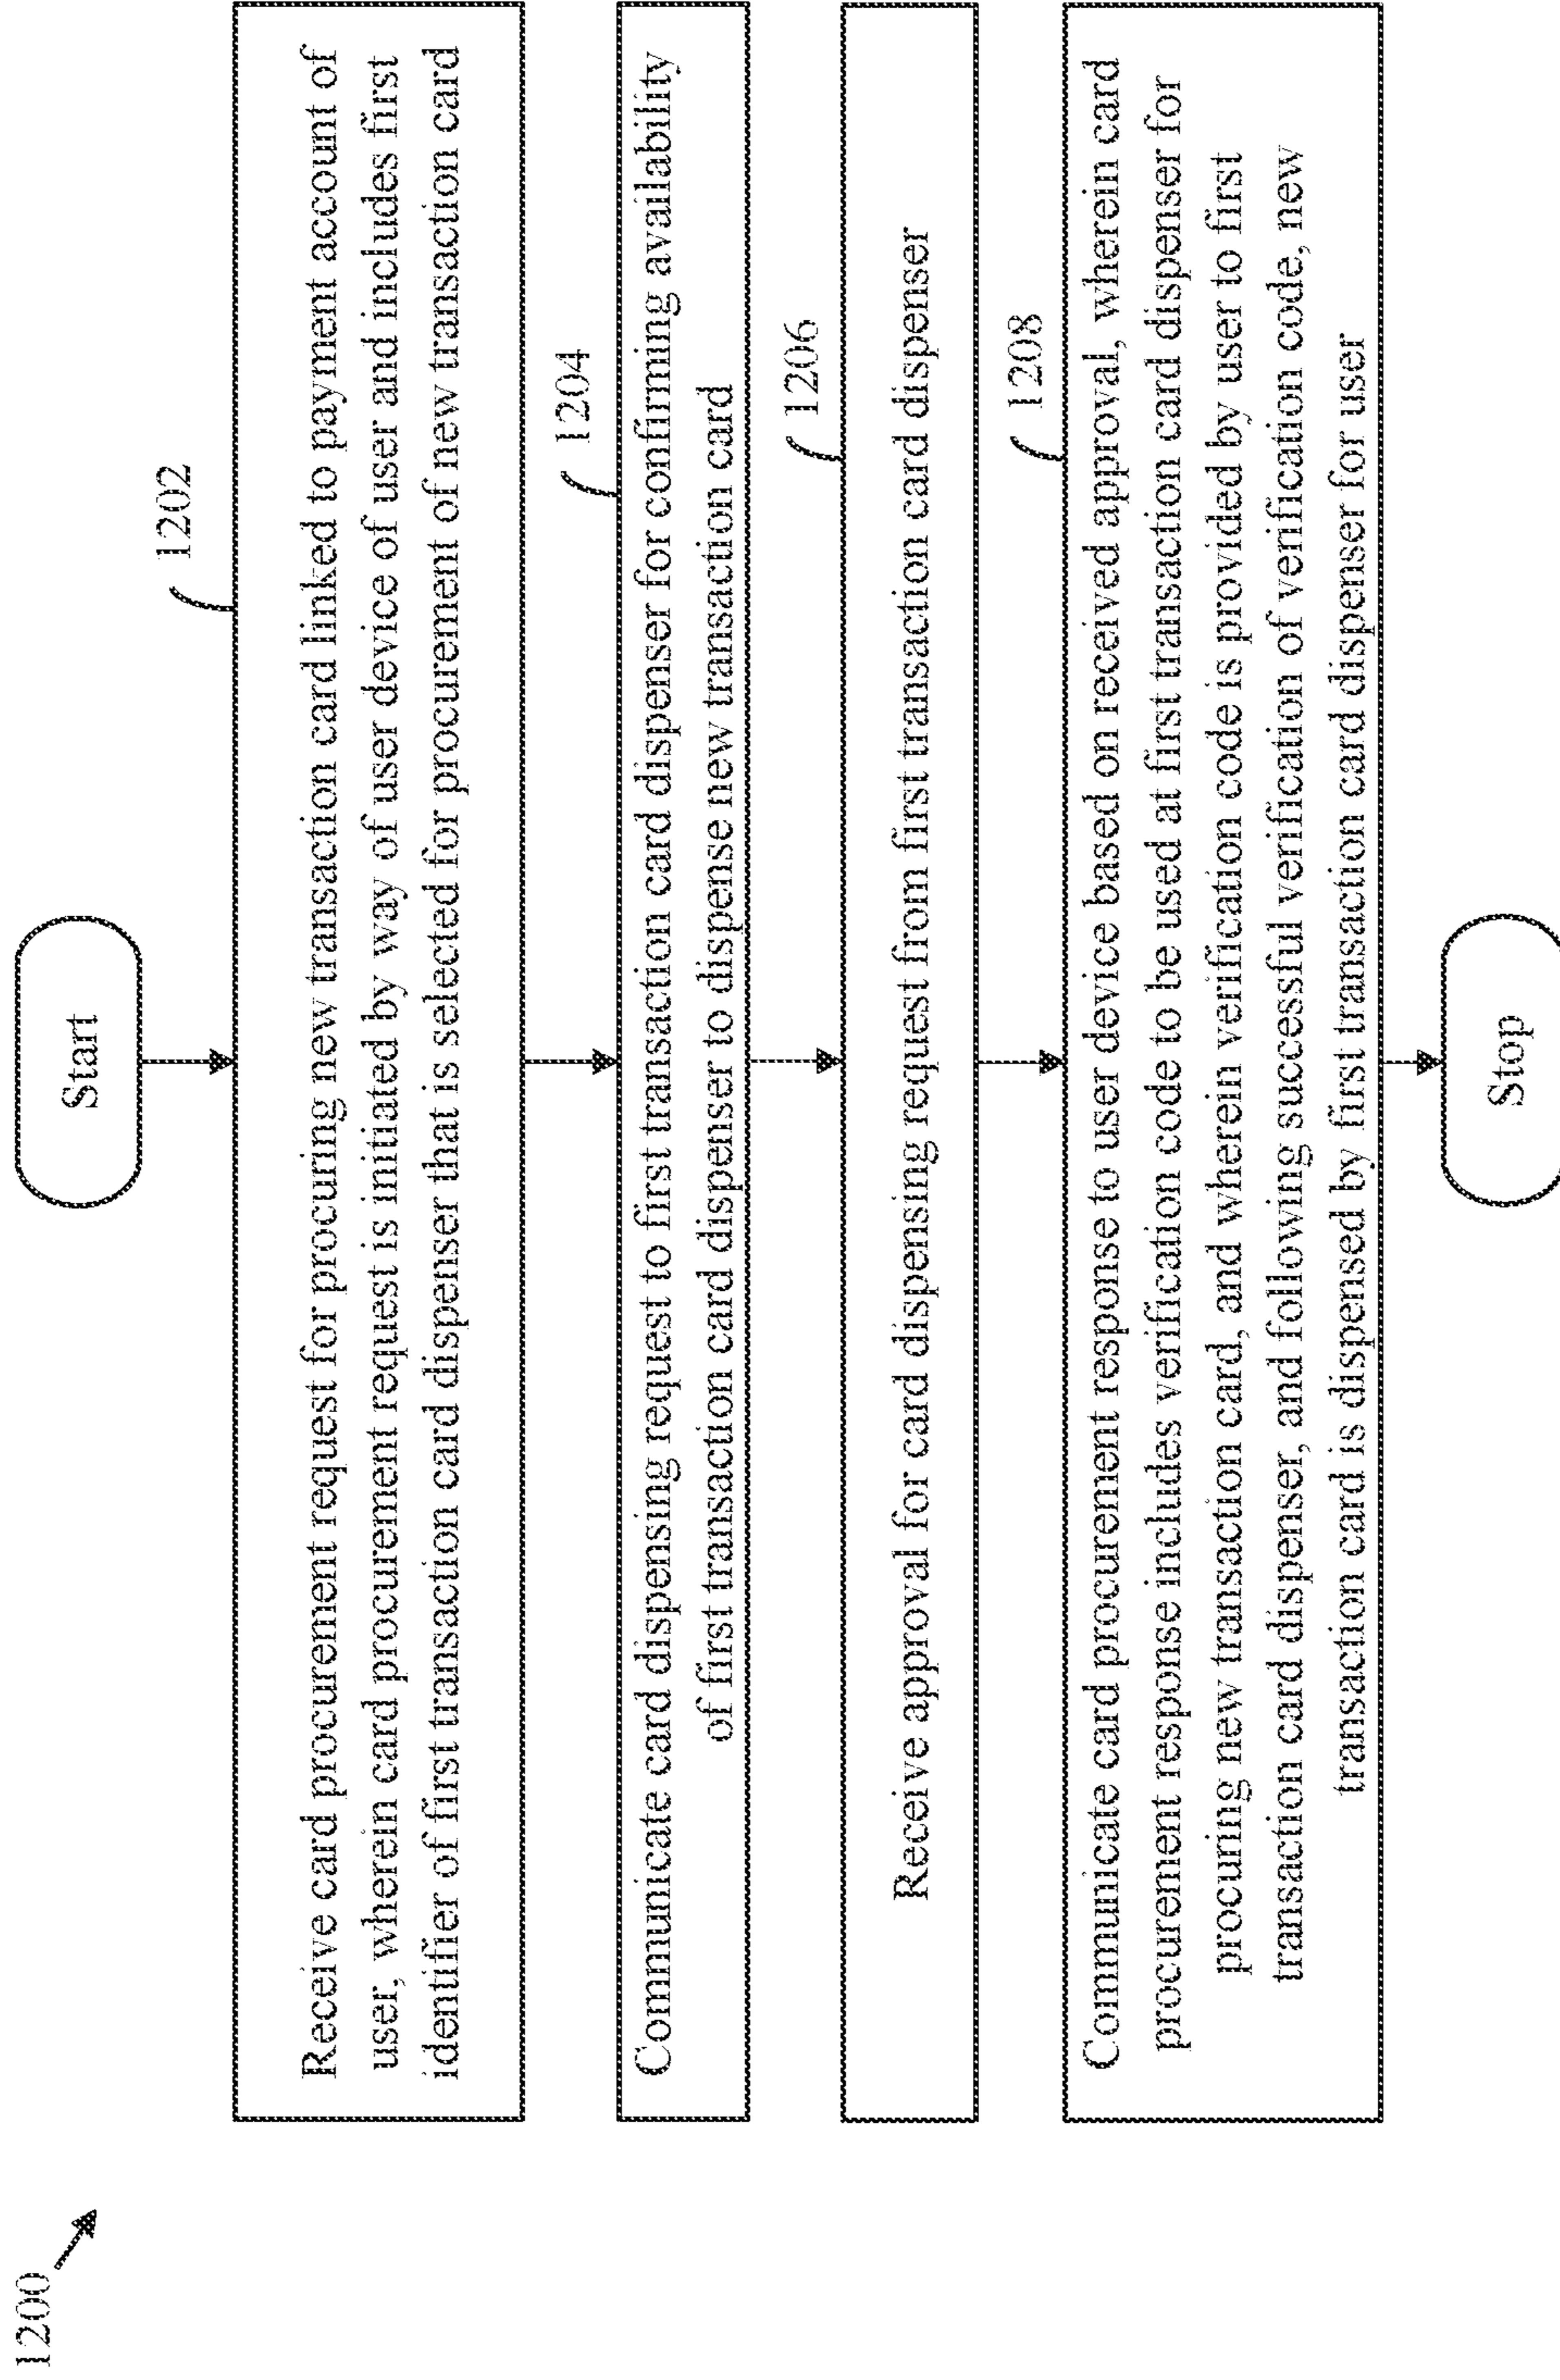 1200
Start
1202
Receive card procurement request for procuring new transaction card linked to payment account of
user, wherein card procurement request is initiated by way of user device of user and includes first
identifier of first transaction card dispenser that is selected for procurement of new transaction card
1204
Communicate card dispensing request to first transaction card dispenser for confirming availability
of first transaction card dispenser to dispense new transaction card
1206
Receive approval for card dispensing request from first transaction card dispenser
1208
Communicate card procurement response to user device based on received approval, wherein card
procurement response includes verification code to be used at first transaction card dispenser for
procuring new transaction card, and wherein verification code is provided by user to first
transaction card dispenser, and following successful verification of verification code, new
transaction card is dispensed by first transaction card dispenser for user
Stop